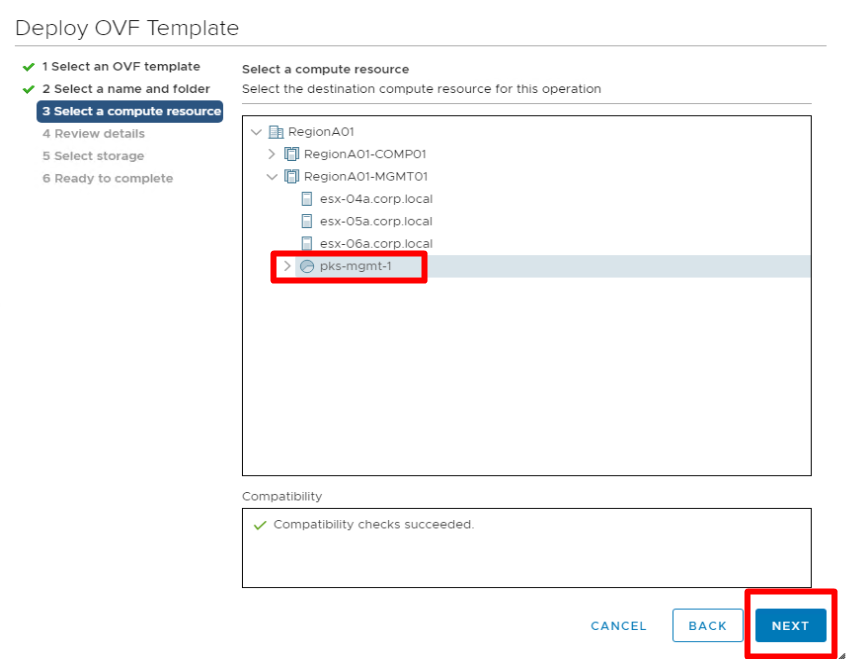 Deploy OVF Template
1 Select an OVF template
2 Select a name and folder
3 Select a compute resource
4 Review details
5 Select storage
6 Ready to complete
Select a compute resource
Select the destination compute resource for this operation
RegionA01
RegionA01-COMP01
RegionA01-MGMT01
esx-04a.corp.local
esx-05a.corp.local
esx-06a.corp.local
pks-mgmt-1
Compatibility
Compatibility checks succeeded.
CANCEL BACK NEXT